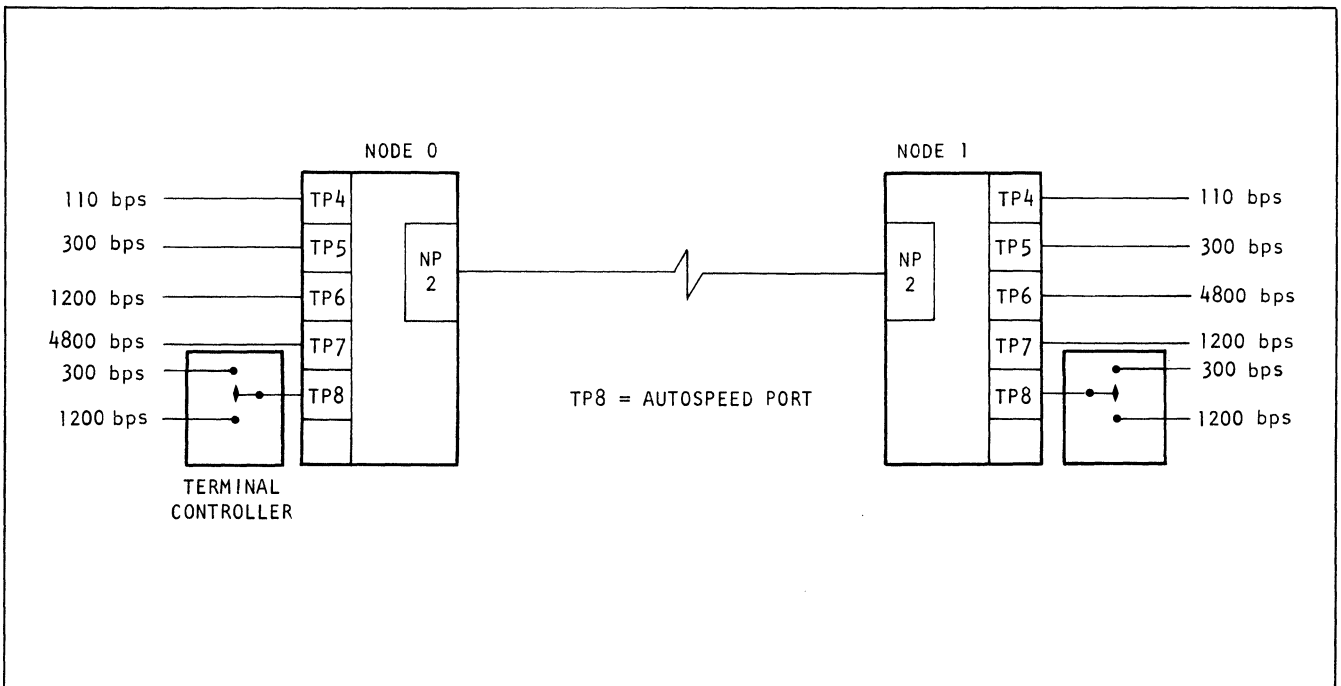 NODE 0
110 bps
TP4
300 bps
TP5
NP
2
1200 bps
TP6
4800 bps
TP7
300 bps
TP8
1200 bps
TERMINAL
CONTROLLER
TP8 = AUTOSPEED PORT
NODE 1
NP
2
TP4
110 bps
TP5
300 bps
TP6
4800 bps
TP7
1200 bps
300 bps
TP8
1200 bps